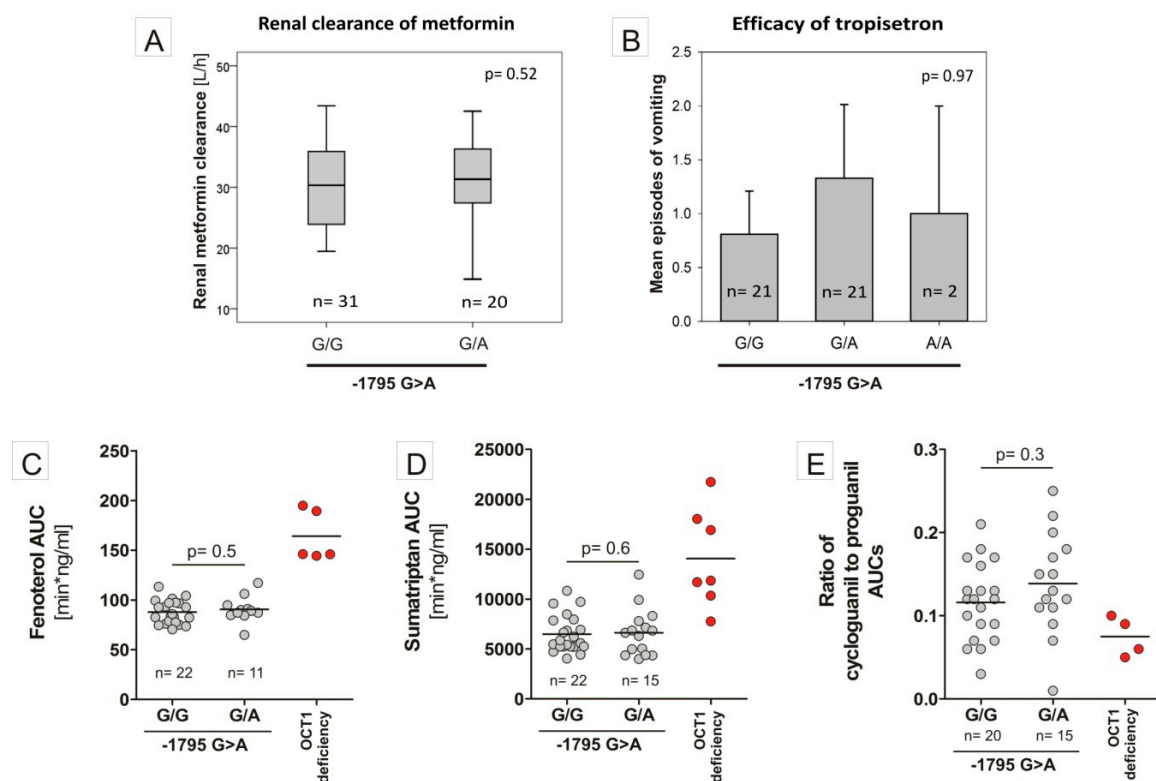 A
Renal clearance of metformin
Renal metformin clearance [L/h]
50
40
30
20
10
p= 0.52
n= 31
n= 20
G/G
G/A
-1795 G>A
B
Efficacy of tropisetron
Mean episodes of vomiting
2.5
2.0
1.5
1.0
0.5
0.0
p= 0.97
n= 21
n= 21
n= 2
G/G
G/A
A/A
-1795 G>A
C
Fenoterol AUC
[min*ng/ml]
250
200
150
100
50
0
p= 0.5
n= 22
n= 11
G/G
G/A
-1795 G>A
OCT1
deficiency
D
Sumatriptan AUC
[min*ng/ml]
25000
20000
15000
10000
5000
0
p= 0.6
n= 22
n= 15
G/G
G/A
-1795 G>A
OCT1
deficiency
E
Ratio of
cycloguanil to proguanil
AUCs
0.3
0.2
0.1
0.0
p= 0.3
G/G
G/A
n= 20
n= 15
-1795 G>A
OCT1
deficiency